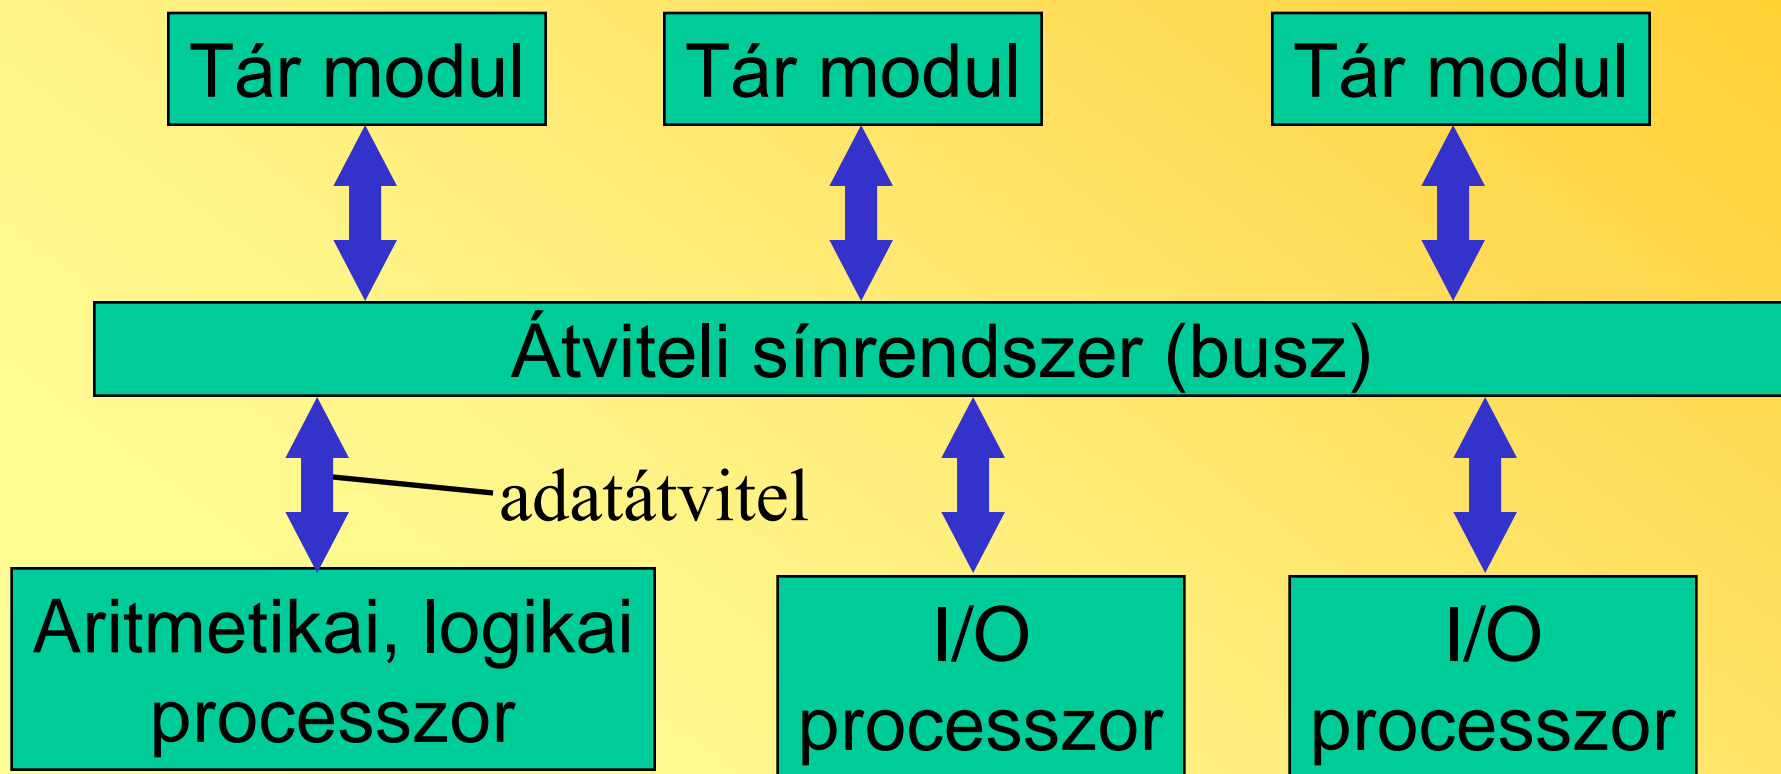 Tár modul
Tár modul
Tár modul
Átviteli sínrendszer (busz)
adatátvitel
Aritmetikai, logikai
processzor
I/O
processzor
I/O
processzor